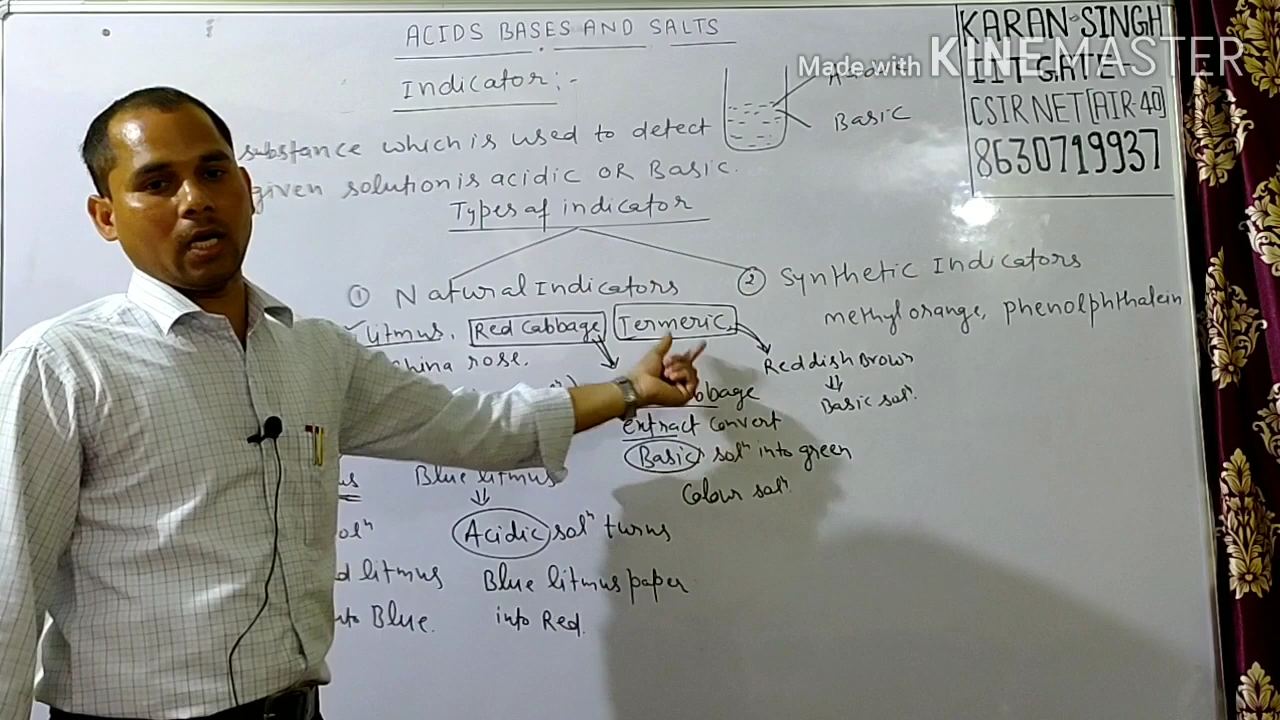 ACIDS BASES AND SALTS
Indicator:-
substance which is used to detect
given solution is acidic OR Basic.
Basic
Types of indicator
① Natural Indicators
Litmus, Red Cabbage Termeric
china rose.
② Synthetic Indicators
methyl orange, phenolphthalein
Reddish Brown
Basic solⁿ.
extract convert
Basic solⁿ into green
Colour solⁿ.
Blue litmus
Acidic solⁿ turns
litmus Blue litmus paper
into Blue. into Red.
KARAN SINGH
IIT GATE-
CSIR NET [AIR-40]
8630719937
Made with KINEMASTER